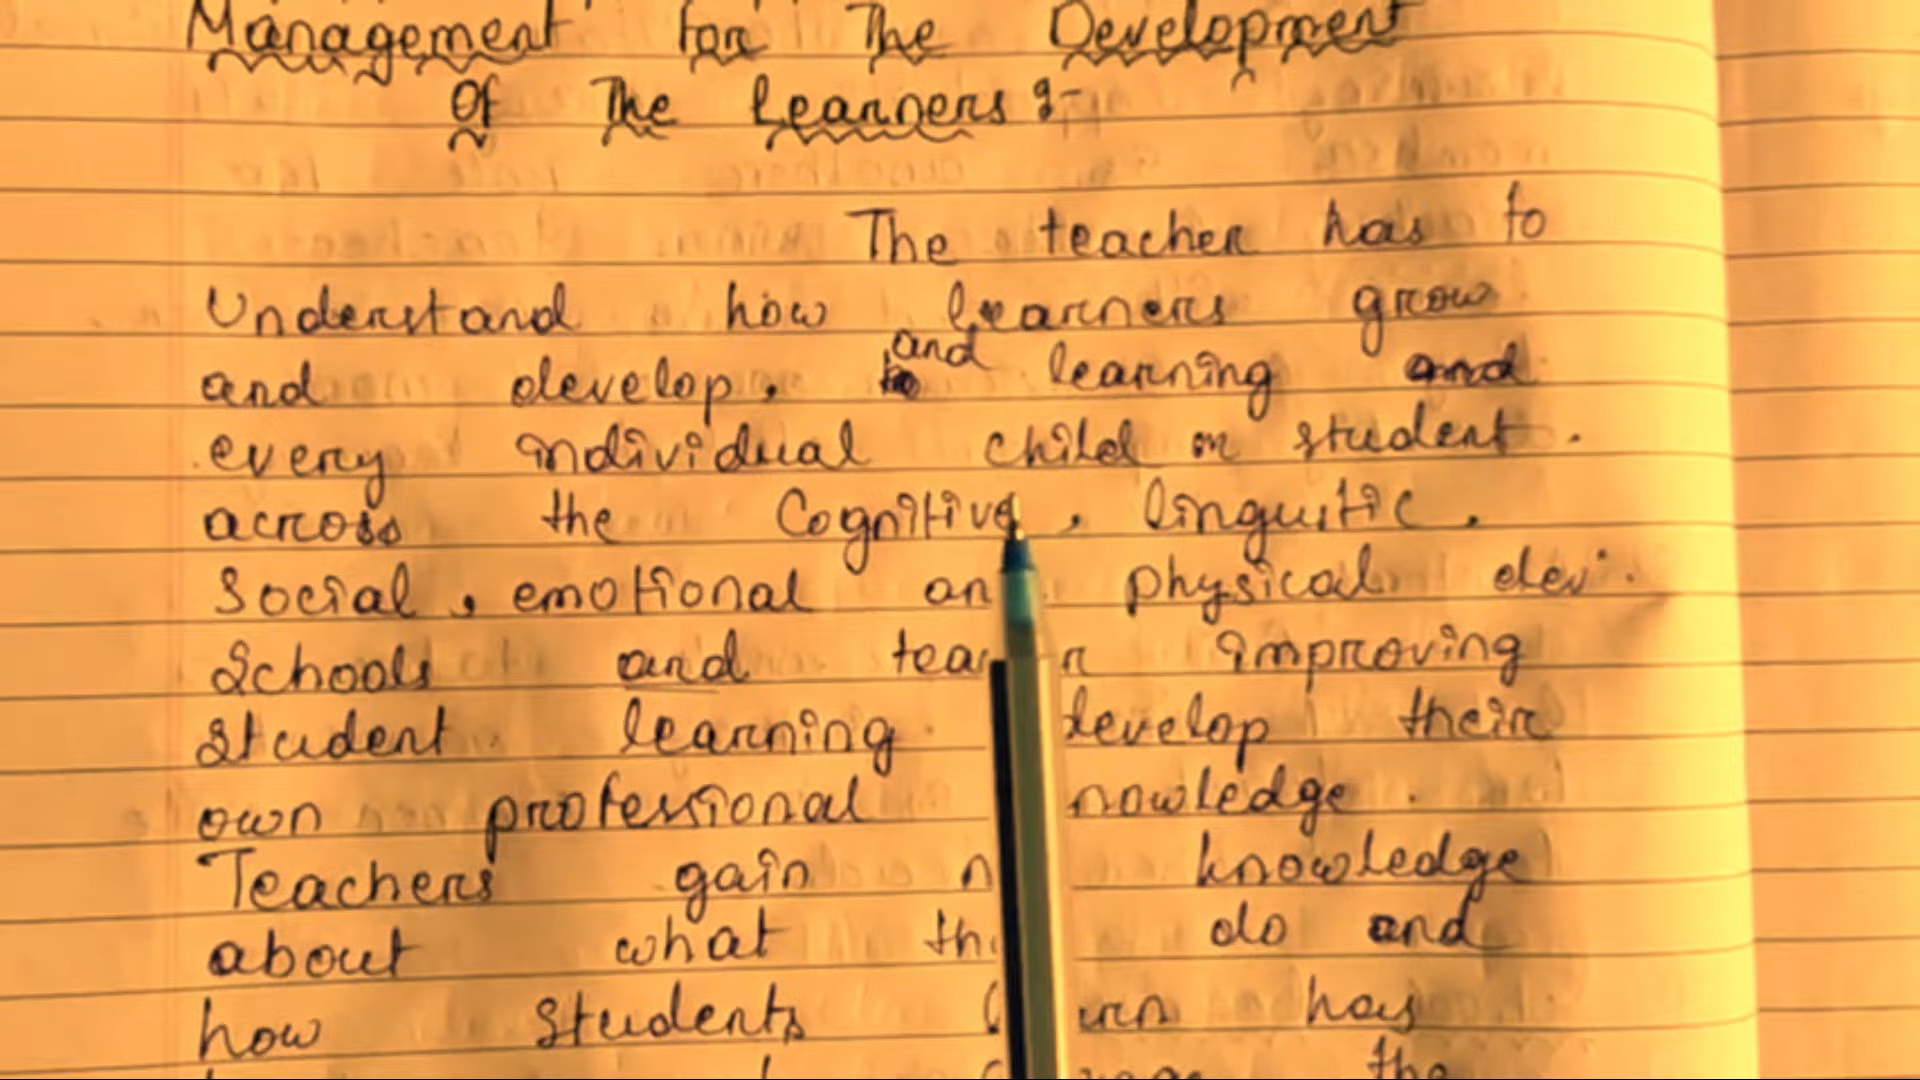 Management for The Development
Of The Learners :-
The teacher has to
Understand how learners grow
and develop, and learning and
every individual child or student.
across the Cognitive, linguistic,
Social, emotional an physical dev.
Schools and improving
Student learning develop their
own professional nowledge.
Teachers gain knowledge
about what do and
how students has
the